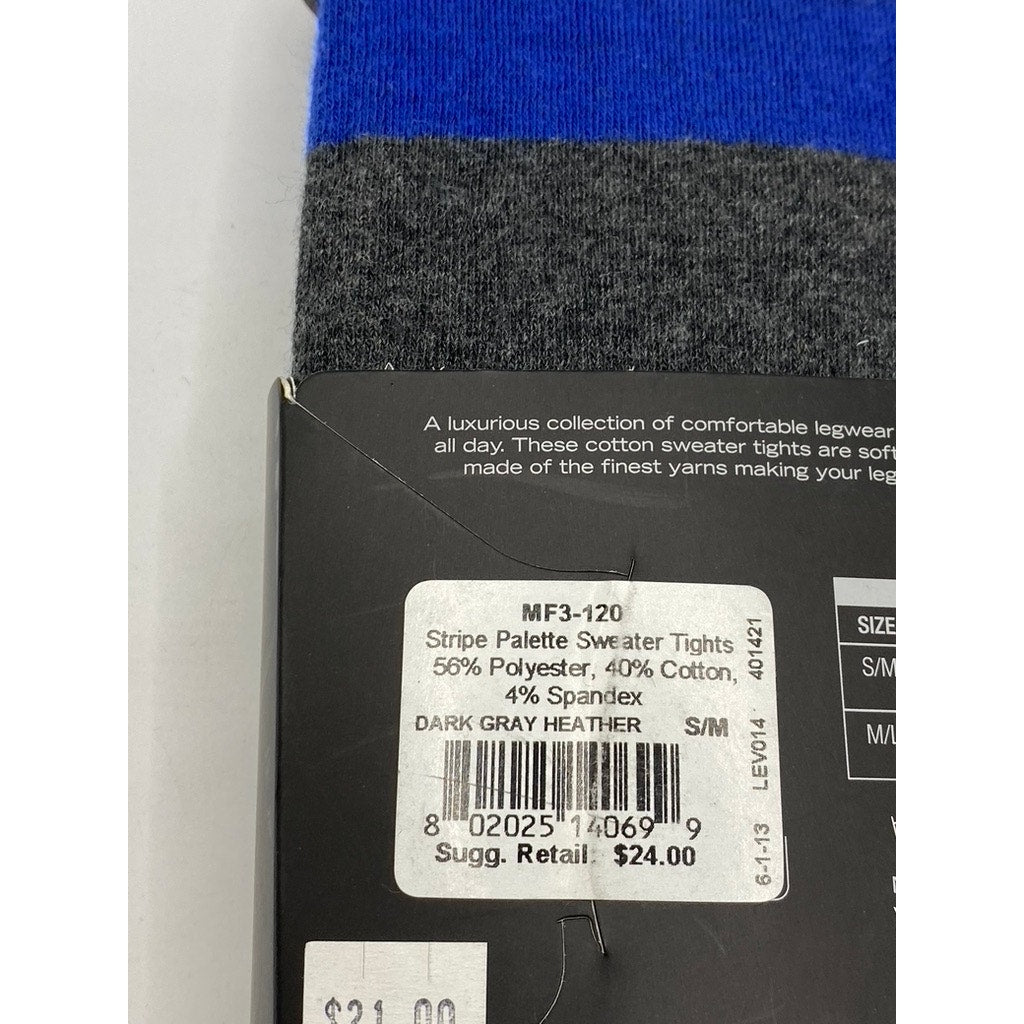 A luxurious collection of comfortable legwear
all day. These cotton sweater tights are soft
made of the finest yarns making your leg
MF3-120
Stripe Palette Sweater Tights
56% Polyester, 40% Cotton,
4% Spandex
DARK GRAY HEATHER S/M
8 02025 14069 9
Sugg. Retail: $24.00
6-1-13 LEV014 401421
SIZE
S/M
M/L
$21.00